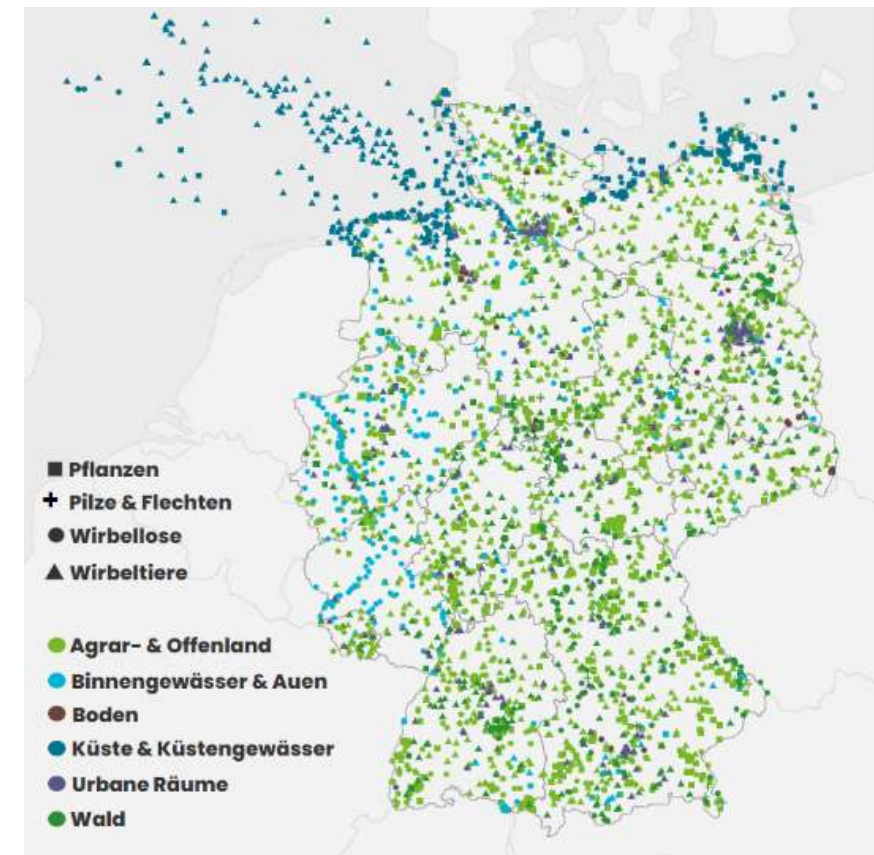 Pflanzen
Pilze & Flechten
Wirbellose
Wirbeltiere
Agrar- & Offenland
Binnengewässer & Auen
Boden
Küste & Küstengewässer
Urbane Räume
Wald